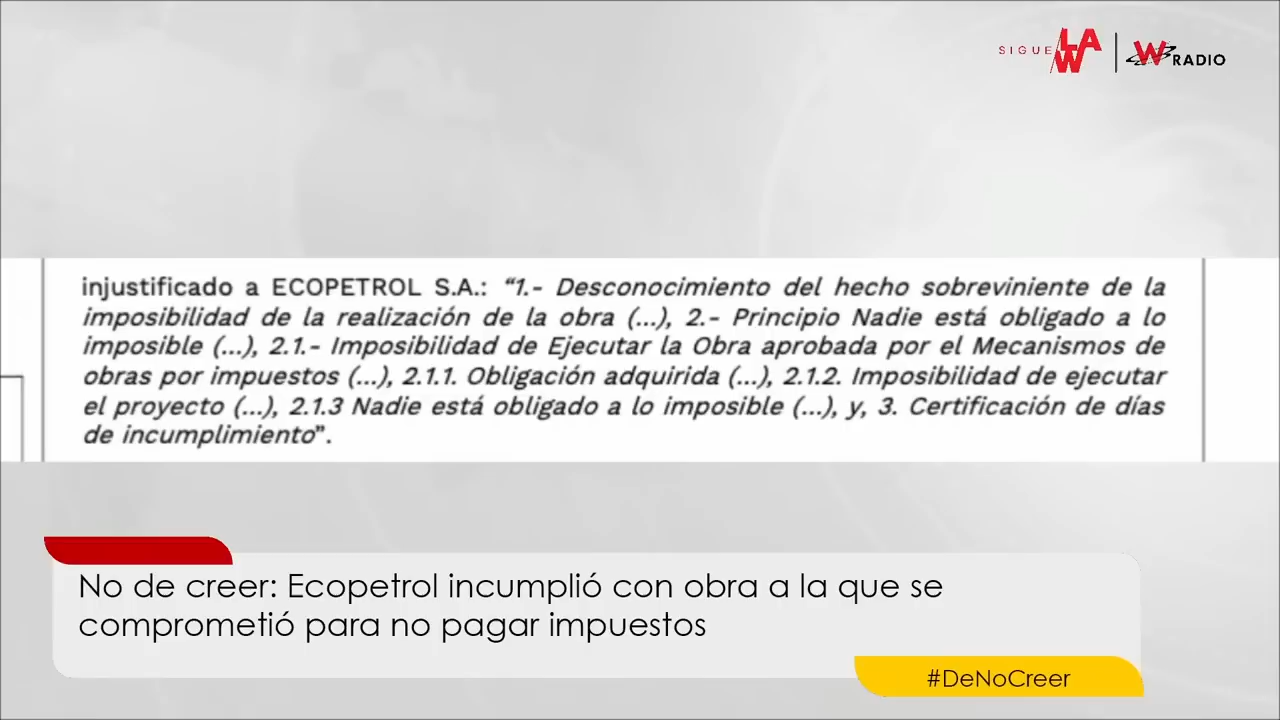 SIGUE LA W
W RADIO
injustificado a ECOPETROL S.A.: “1.- Desconocimiento del hecho sobreviniente de la
imposibilidad de la realización de la obra (...), 2.- Principio Nadie está obligado a lo
imposible (...), 2.1.- Imposibilidad de Ejecutar la Obra aprobada por el Mecanismos de
obras por impuestos (...), 2.1.1. Obligación adquirida (...), 2.1.2. Imposibilidad de ejecutar
el proyecto (...), 2.1.3 Nadie está obligado a lo imposible (...), y, 3. Certificación de días
de incumplimiento”.
No de creer: Ecopetrol incumplió con obra a la que se
comprometió para no pagar impuestos
#DeNoCreer